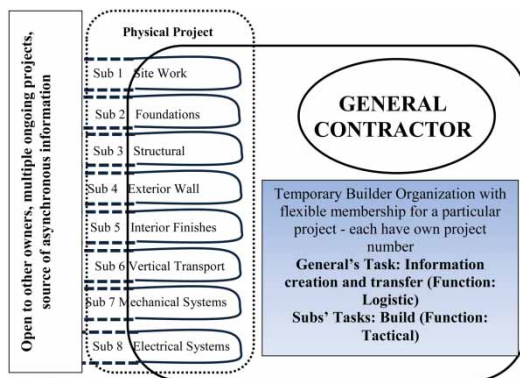 Open to other owners, multiple ongoing projects,
source of asynchronous information
Physical Project
Sub 1 Site Work
Sub 2 Foundations
Sub 3 Structural
Sub 4 Exterior Wall
Sub 5 Interior Finishes
Sub 6 Vertical Transport
Sub 7 Mechanical Systems
Sub 8 Electrical Systems
GENERAL
CONTRACTOR
Temporary Builder Organization with
flexible membership for a particular
project - each have own project
number
General's Task: Information
creation and transfer (Function:
Logistic)
Subs' Tasks: Build (Function:
Tactical)